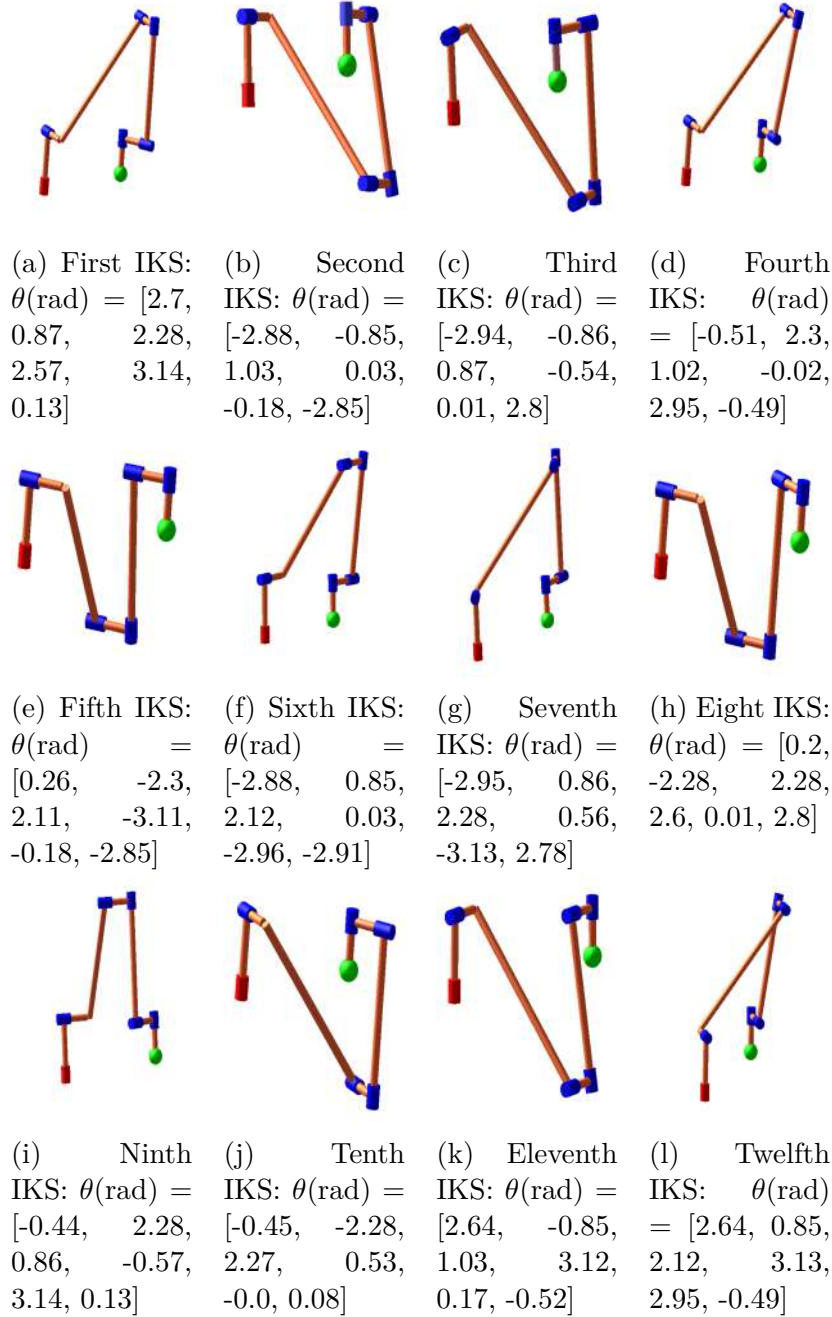 (a) First IKS:
θ(rad) = [2.7,
0.87, 2.28,
2.57, 3.14,
0.13]
(b) Second
IKS: θ(rad) =
[-2.88, -0.85,
1.03, 0.03,
-0.18, -2.85]
(c) Third
IKS: θ(rad) =
[-2.94, -0.86,
0.87, -0.54,
0.01, 2.8]
(d) Fourth
IKS: θ(rad)
= [-0.51, 2.3,
1.02, -0.02,
2.95, -0.49]
(e) Fifth IKS:
θ(rad) =
[0.26, -2.3,
2.11, -3.11,
-0.18, -2.85]
(f) Sixth IKS:
θ(rad) =
[-2.88, 0.85,
2.12, 0.03,
-2.96, -2.91]
(g) Seventh
IKS: θ(rad) =
[-2.95, 0.86,
2.28, 0.56,
-3.13, 2.78]
(h) Eight IKS:
θ(rad) = [0.2,
-2.28, 2.28,
2.6, 0.01, 2.8]
(i) Ninth
IKS: θ(rad) =
[-0.44, 2.28,
0.86, -0.57,
3.14, 0.13]
(j) Tenth
IKS: θ(rad) =
[-0.45, -2.28,
2.27, 0.53,
-0.0, 0.08]
(k) Eleventh
IKS: θ(rad) =
[2.64, -0.85,
1.03, 3.12,
0.17, -0.52]
(l) Twelfth
IKS: θ(rad)
= [2.64, 0.85,
2.12, 3.13,
2.95, -0.49]